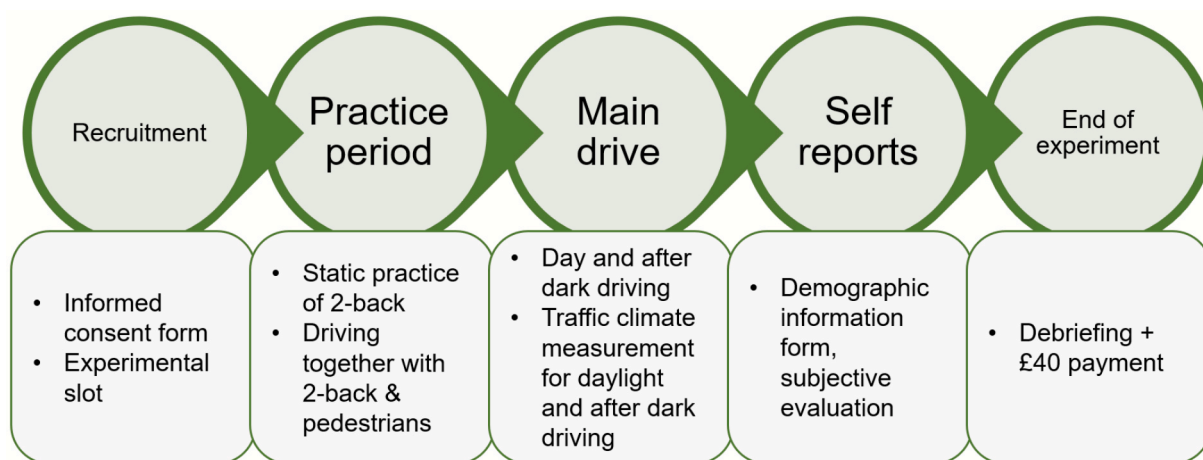 Recruitment
Practice
period
Main
drive
Self
reports
End of
experiment
• Informed
consent form
• Experimental
slot
• Static practice
of 2-back
• Driving
together with
2-back &
pedestrians
• Day and after
dark driving
• Traffic climate
measurement
for daylight
and after dark
driving
• Demographic
information
form,
subjective
evaluation
• Debriefing +
£40 payment